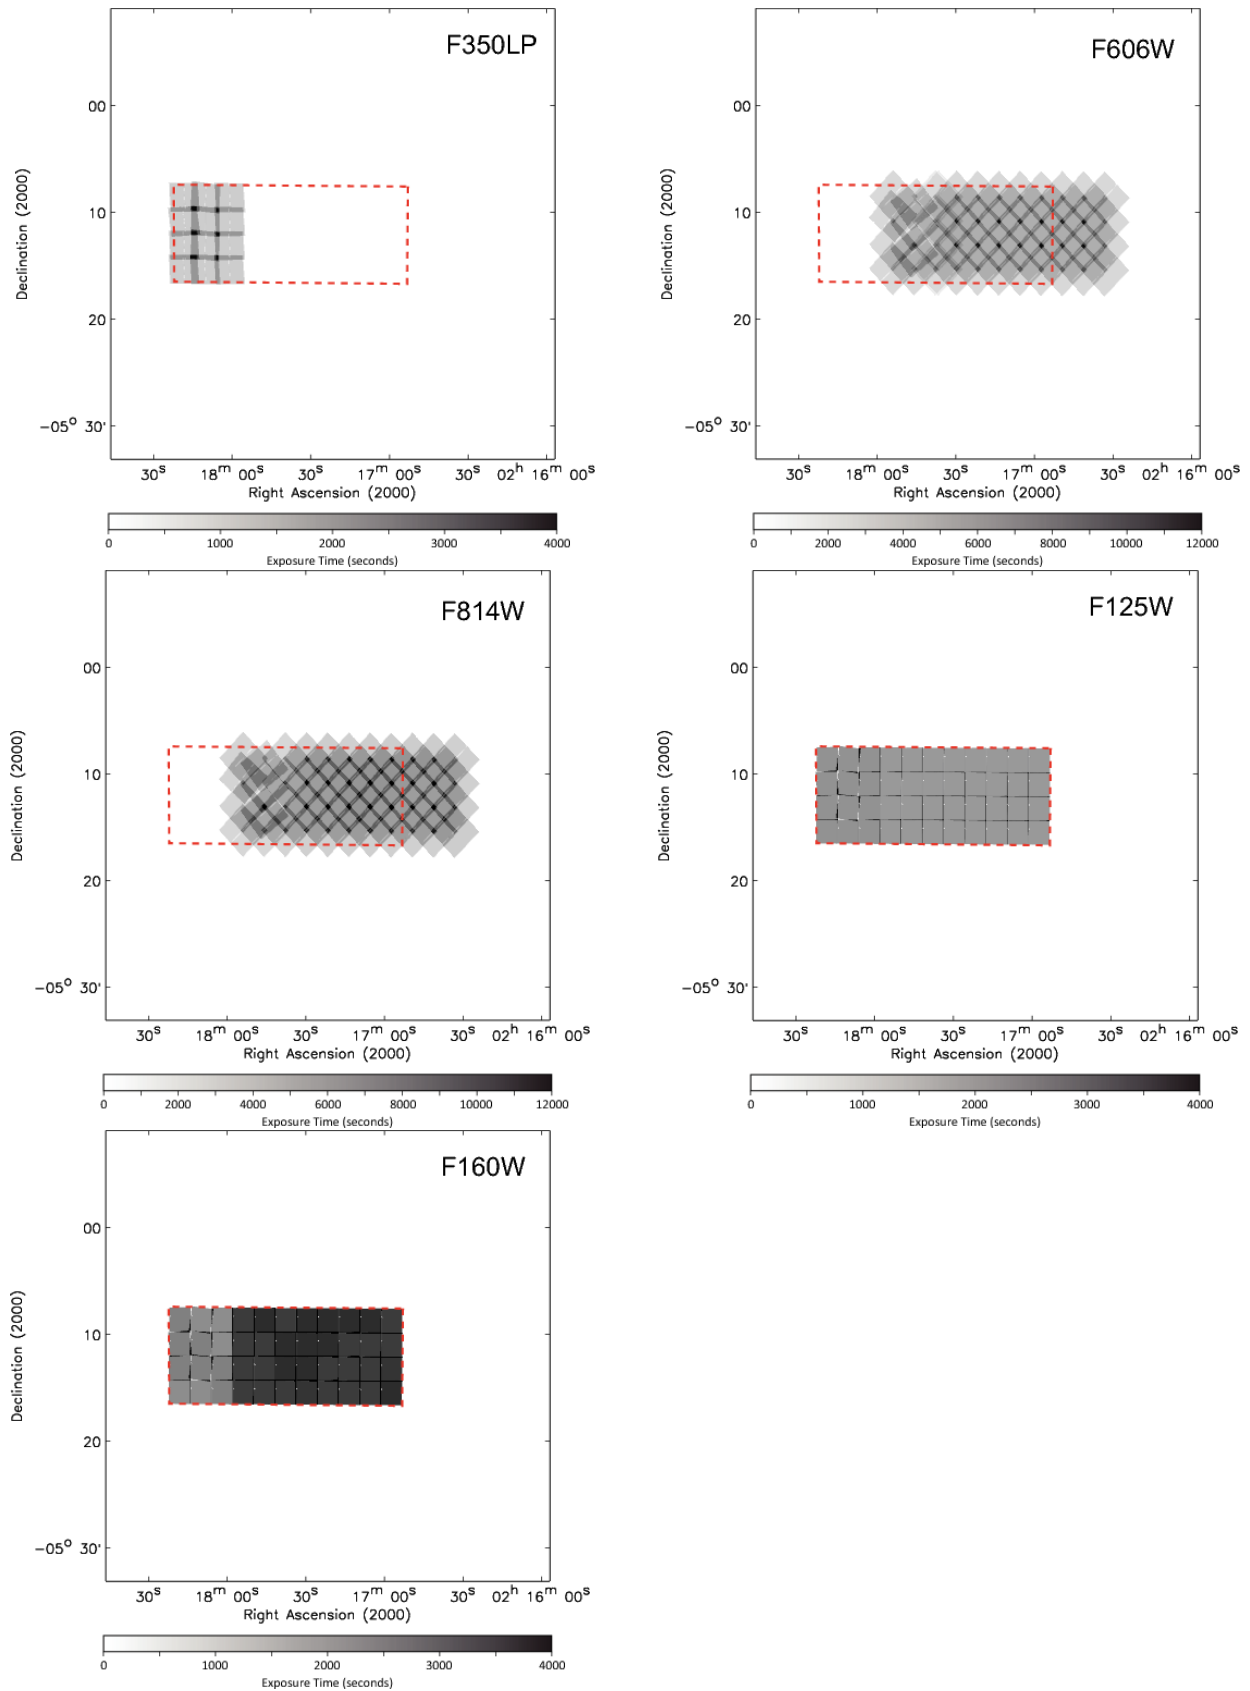 F350LP
00
10
20
−05° 30'
Declination (2000)
30s 18m 00s 30s 17m 00s 30s 02h 16m 00s
Right Ascension (2000)
0 1000 2000 3000 4000
Exposure Time (seconds)
F606W
00
10
20
−05° 30'
Declination (2000)
30s 18m 00s 30s 17m 00s 30s 02h 16m 00s
Right Ascension (2000)
0 2000 4000 6000 8000 10000 12000
Exposure Time (seconds)
F814W
00
10
20
−05° 30'
Declination (2000)
30s 18m 00s 30s 17m 00s 30s 02h 16m 00s
Right Ascension (2000)
0 2000 4000 6000 8000 10000 12000
Exposure Time (seconds)
F125W
00
10
20
−05° 30'
Declination (2000)
30s 18m 00s 30s 17m 00s 30s 02h 16m 00s
Right Ascension (2000)
0 1000 2000 3000 4000
Exposure Time (seconds)
F160W
00
10
20
−05° 30'
Declination (2000)
30s 18m 00s 30s 17m 00s 30s 02h 16m 00s
Right Ascension (2000)
0 1000 2000 3000 4000
Exposure Time (seconds)